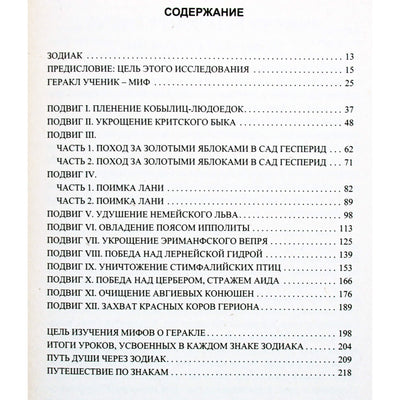 СОДЕРЖАНИЕ
ЗОДИАК 13
ПРЕДИСЛОВИЕ: ЦЕЛЬ ЭТОГО ИССЛЕДОВАНИЯ 15
ГЕРАКЛ УЧЕНИК – МИФ 25
ПОДВИГ I. ПЛЕНЕНИЕ КОБЫЛИЦ-ЛЮДОЕДОК 37
ПОДВИГ II. УКРОЩЕНИЕ КРИТСКОГО БЫКА 48
ПОДВИГ III.
ЧАСТЬ 1. ПОХОД ЗА ЗОЛОТЫМИ ЯБЛОКАМИ В САД ГЕСПЕРИД 62
ЧАСТЬ 2. ПОХОД ЗА ЗОЛОТЫМИ ЯБЛОКАМИ В САД ГЕСПЕРИД 71
ПОДВИГ IV.
ЧАСТЬ 1. ПОИМКА ЛАНИ 82
ЧАСТЬ 2. ПОИМКА ЛАНИ 89
ПОДВИГ V. УДУШЕНИЕ НЕМЕЙСКОГО ЛЬВА 98
ПОДВИГ VI. ОВЛАДЕНИЕ ПОЯСОМ ИППОЛИТЫ 113
ПОДВИГ VII. УКРОЩЕНИЕ ЭРИМАНФСКОГО ВЕПРЯ 125
ПОДВИГ VIII. ПОБЕДА НАД ЛЕРНЕЙСКОЙ ГИДРОЙ 139
ПОДВИГ IX. УНИЧТОЖЕНИЕ СТИМФАЛИЙСКИХ ПТИЦ 153
ПОДВИГ X. ПОБЕДА НАД ЦЕРБЕРОМ, СТРАЖЕМ АИДА 166
ПОДВИГ XI. ОЧИЩЕНИЕ АВГИЕВЫХ КОНЮШЕН 176
ПОДВИГ XII. ЗАХВАТ КРАСНЫХ КОРОВ ГЕРИОНА 189
ЦЕЛЬ ИЗУЧЕНИЯ МИФОВ О ГЕРАКЛЕ 198
ИТОГИ УРОКОВ, УСВОЕННЫХ В КАЖДОМ ЗНАКЕ ЗОДИАКА 204
ПУТЬ ДУШИ ЧЕРЕЗ ЗОДИАК 209
ПУТЕШЕСТВИЕ ПО ЗНАКАМ 218